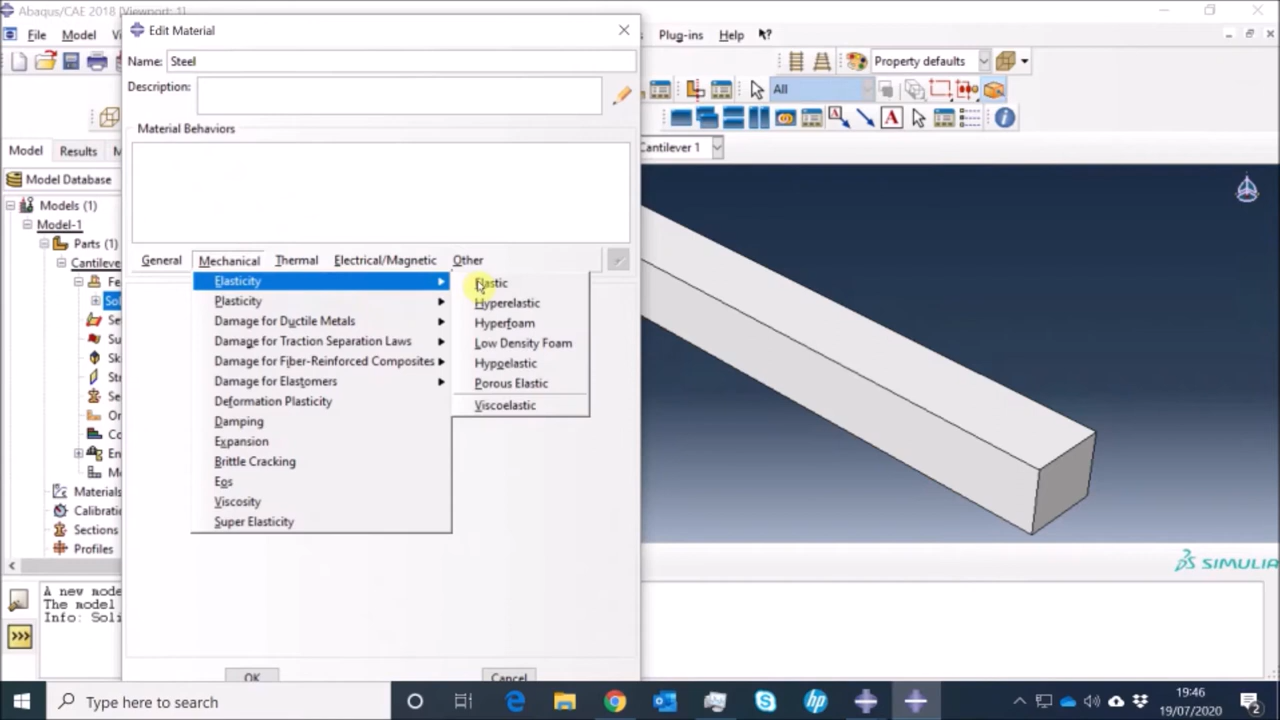 Abaqus/CAE 2018 [Viewport: 1]
Edit Material
File Model Plug-ins Help
Name: Steel
Property defaults
Description:
All
Material Behaviors
Model Results
Cantilever 1
Model Database
Models (1)
Model-1
Parts (1)
General Mechanical Thermal Electrical/Magnetic Other
Elasticity
Plasticity
Damage for Ductile Metals
Damage for Traction Separation Laws
Damage for Fiber-Reinforced Composites
Damage for Elastomers
Deformation Plasticity
Damping
Expansion
Brittle Cracking
Eos
Viscosity
Super Elasticity
Elastic
Hyperelastic
Hyperfoam
Low Density Foam
Hypoelastic
Porous Elastic
Viscoelastic
Materials
Sections
Profiles
SIMULIA
A new mode
The model
Info: Soli
OK Cancel
Type here to search
19:46
19/07/2020
2